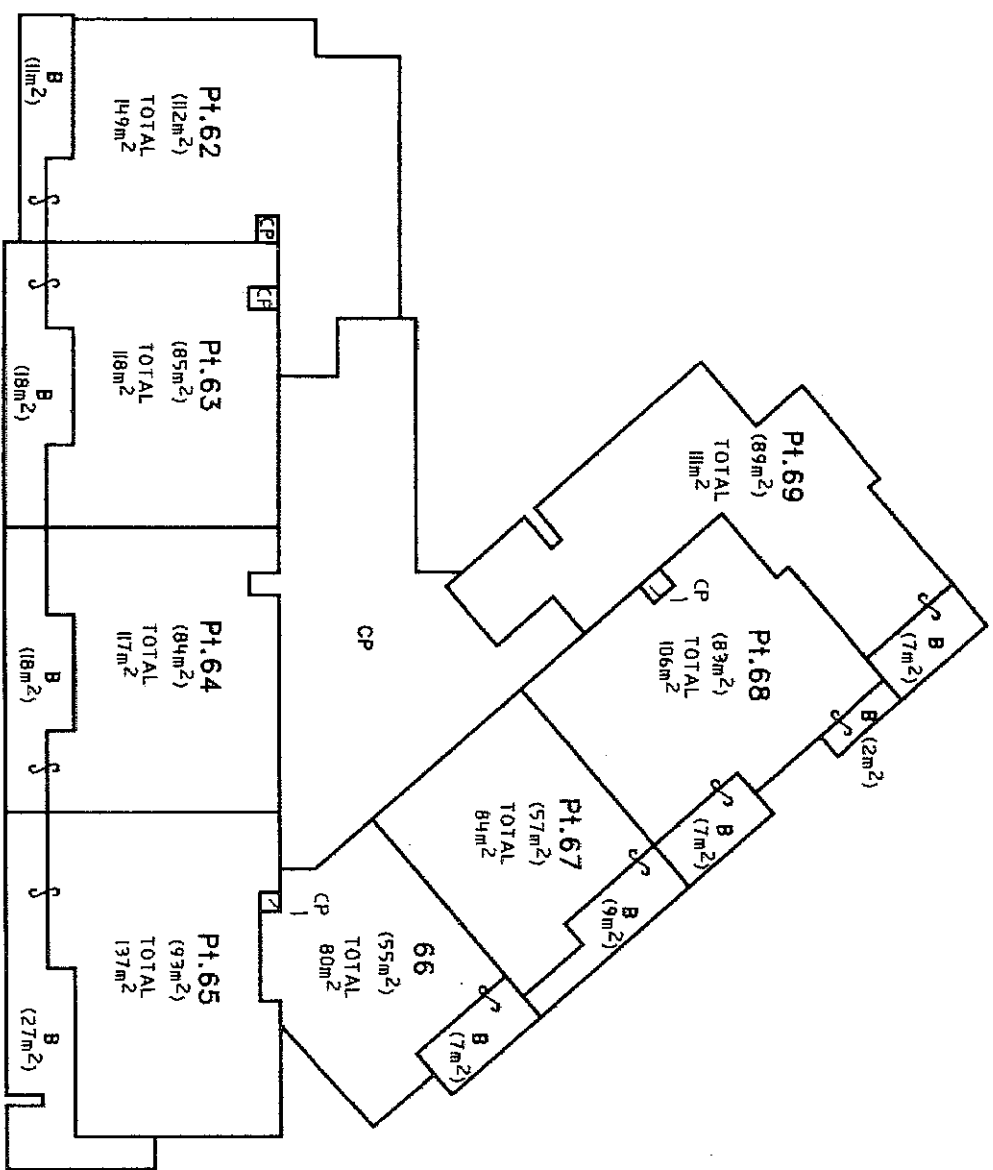 Pt.62
(112m²)
TOTAL
149m²
B
(11m²)
CP
CP
Pt.63
(85m²)
TOTAL
118m²
B
(18m²)
Pt.64
(84m²)
TOTAL
117m²
B
(18m²)
Pt.65
(93m²)
TOTAL
137m²
B
(27m²)
CP
CP
66
(55m²)
TOTAL
80m²
B
(7m²)
Pt.67
(57m²)
TOTAL
84m²
B
(9m²)
Pt.68
(83m²)
TOTAL
106m²
CP
B
(7m²)
B
(2m²)
Pt.69
(89m²)
TOTAL
111m²
B
(7m²)